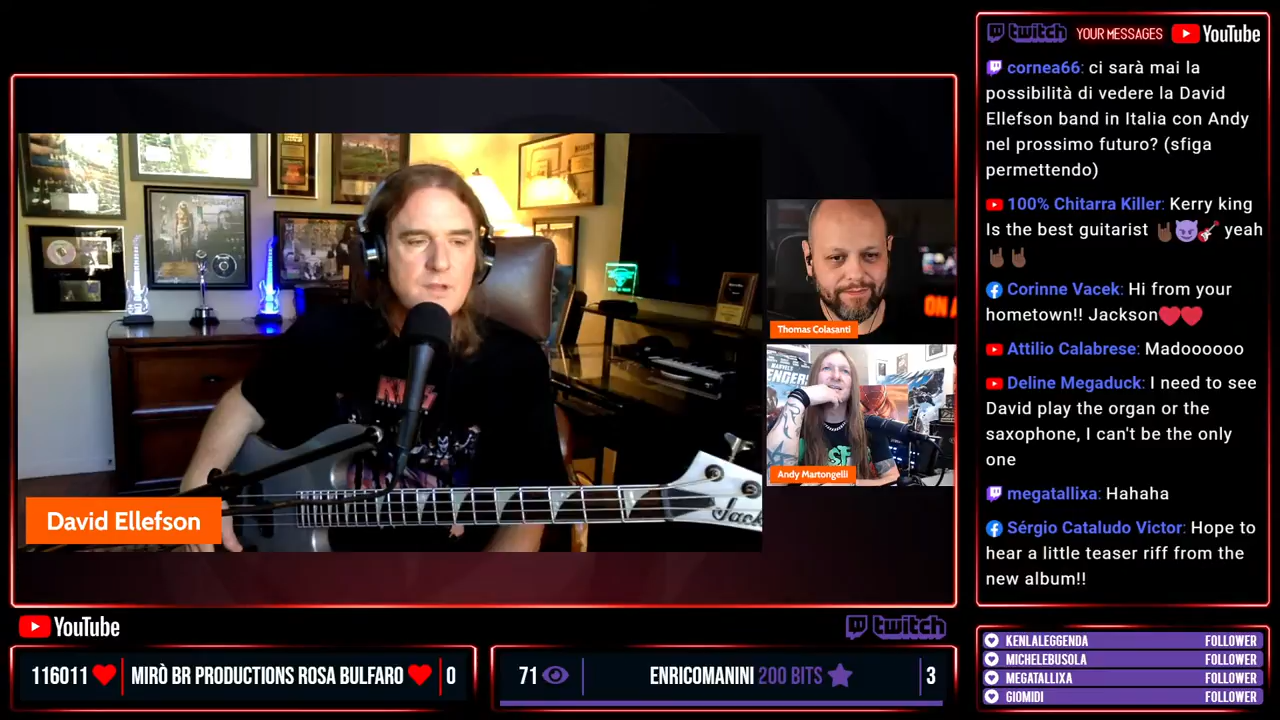 twitch YOUR MESSAGES YouTube
cornea66: ci sarà mai la
possibilità di vedere la David
Ellefson band in Italia con Andy
nel prossimo futuro? (sfiga
permettendo)
100% Chitarra Killer: Kerry king
Is the best guitarist 🤘🏾😈🎸 yeah
🤘🏾🤘🏾
Corinne Vacek: Hi from your
hometown!! Jackson❤️❤️
Attilio Calabrese: Madoooooo
Deline Megaduck: I need to see
David play the organ or the
saxophone, I can't be the only
one
megatallixa: Hahaha
Sérgio Cataludo Victor: Hope to
hear a little teaser riff from the
new album!!
ON A
Thomas Colasanti
MARVEL
ENGERS
Andy Martongelli
KISS
Jack
David Ellefson
YouTube
twitch
116011 MIRÒ BR PRODUCTIONS ROSA BULFARO 0
71 ENRICOMANINI 200 BITS 3
KENLALEGGENDA FOLLOWER
MICHELEBUSOLA FOLLOWER
MEGATALLIXA FOLLOWER
GIOMIDI FOLLOWER